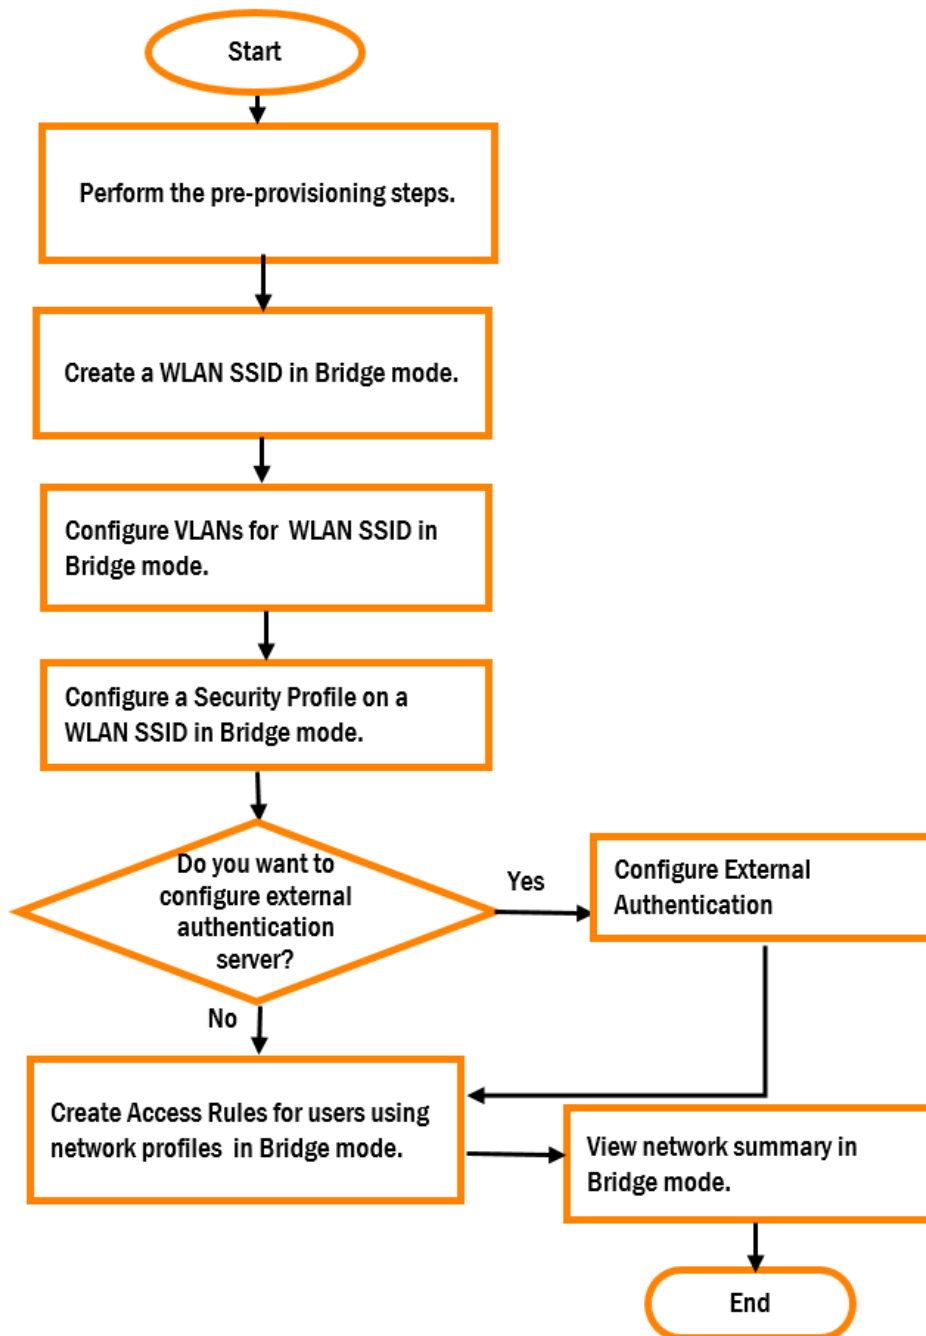 Start
Perform the pre-provisioning steps.
Create a WLAN SSID in Bridge mode.
Configure VLANs for WLAN SSID in
Bridge mode.
Configure a Security Profile on a
WLAN SSID in Bridge mode.
Do you want to
configure external
authentication
server?
Yes
Configure External
Authentication
No
Create Access Rules for users using
network profiles in Bridge mode.
View network summary in
Bridge mode.
End